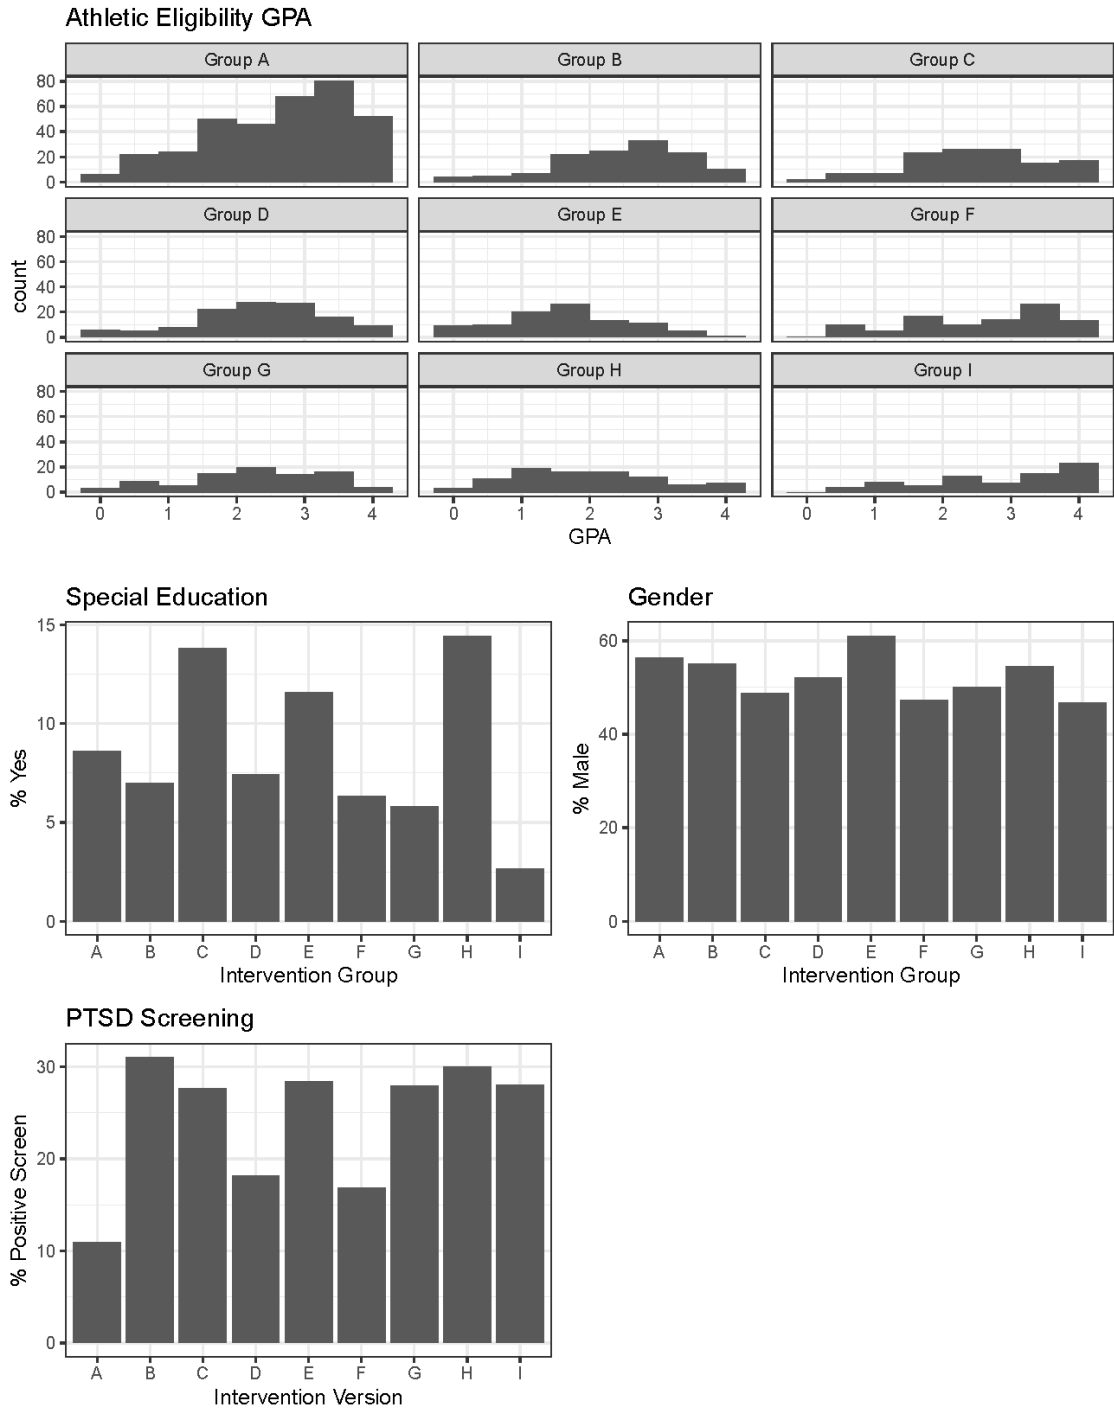 Athletic Eligibility GPA
Group A Group B Group C
80
60
40
20
0
Group D Group E Group F
80
60
40
20
0
count
Group G Group H Group I
80
60
40
20
0
0 1 2 3 4 0 1 2 3 4 0 1 2 3 4
GPA
Special Education
15
10
5
0
% Yes
A B C D E F G H I
Intervention Group
Gender
60
40
20
0
% Male
A B C D E F G H I
Intervention Group
PTSD Screening
30
20
10
0
% Positive Screen
A B C D E F G H I
Intervention Version